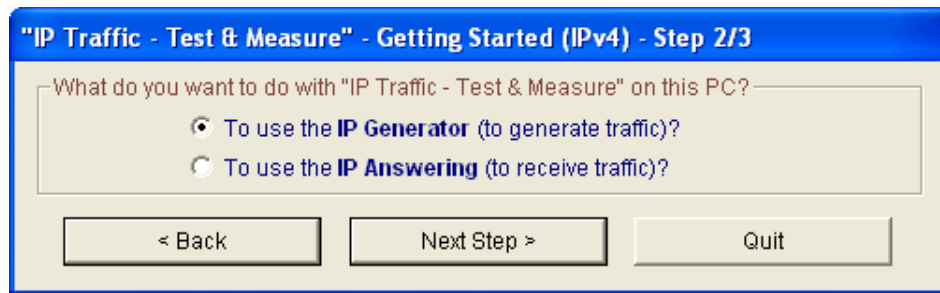 "IP Traffic - Test & Measure" - Getting Started (IPv4) - Step 2/3
What do you want to do with "IP Traffic - Test & Measure" on this PC?
To use the IP Generator (to generate traffic)?
To use the IP Answering (to receive traffic)?
< Back Next Step > Quit